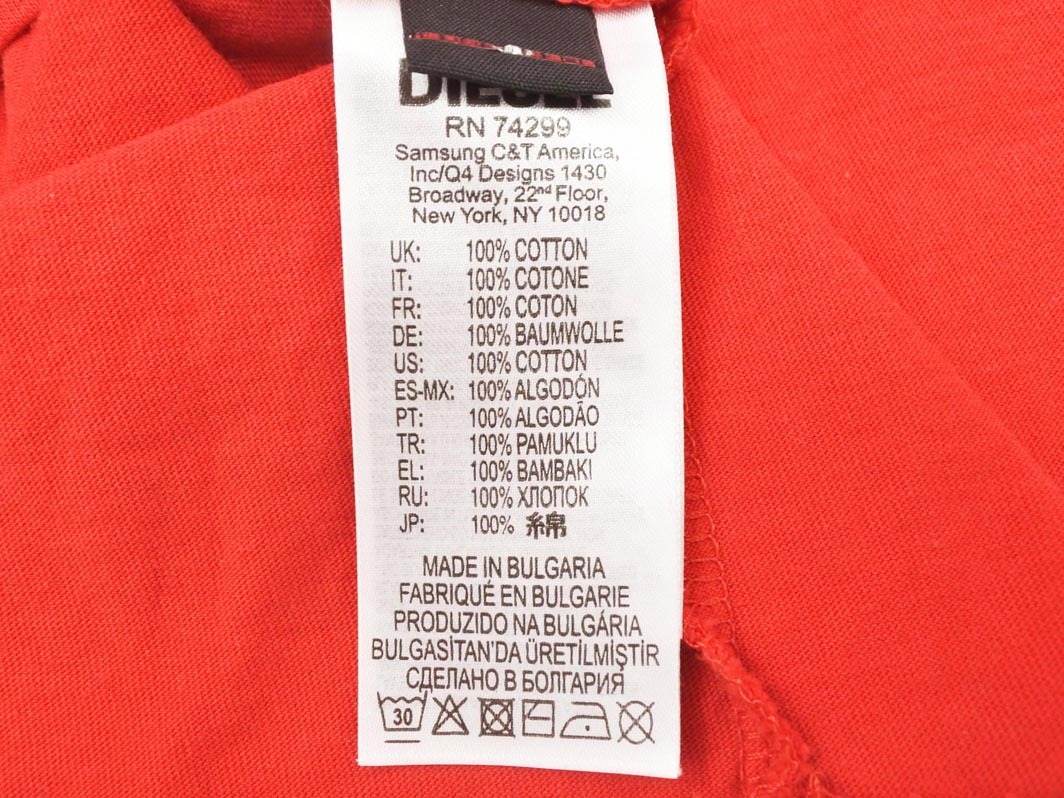 DIESEL
RN 74299
Samsung C&T America,
Inc/Q4 Designs 1430
Broadway, 22nd Floor,
New York, NY 10018
UK: 100% COTTON
IT: 100% COTONE
FR: 100% COTON
DE: 100% BAUMWOLLE
US: 100% COTTON
ES-MX: 100% ALGODÓN
PT: 100% ALGODÃO
TR: 100% PAMUKLU
EL: 100% BAMBAKI
RU: 100% ХЛОПОК
JP: 100% 綿
MADE IN BULGARIA
FABRIQUÉ EN BULGARIE
PRODUZIDO NA BULGÁRIA
BULGASİTAN'DA ÜRETİLMİŞTİR
СДЕЛАНО В БОЛГАРИЯ
30